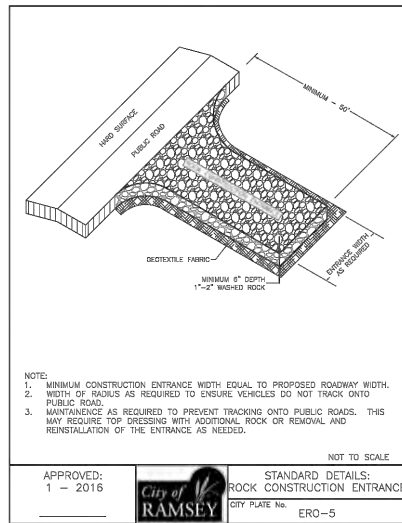 HARD SURFACE
PUBLIC ROAD
MINIMUM - 50'
GEOTEXTILE FABRIC
MINIMUM 6" DEPTH
1"-2" WASHED ROCK
ENTRANCE WIDTH
AS REQUIRED
NOTE:
1. MINIMUM CONSTRUCTION ENTRANCE WIDTH EQUAL TO PROPOSED ROADWAY WIDTH.
2. WIDTH OF RADIUS AS REQUIRED TO ENSURE VEHICLES DO NOT TRACK ONTO
PUBLIC ROAD.
3. MAINTAINENCE AS REQUIRED TO PREVENT TRACKING ONTO PUBLIC ROADS. THIS
MAY REQUIRE TOP DRESSING WITH ADDITIONAL ROCK OR REMOVAL AND
REINSTALLATION OF THE ENTRANCE AS NEEDED.
NOT TO SCALE
APPROVED:
1 - 2016
City of
RAMSEY
STANDARD DETAILS:
ROCK CONSTRUCTION ENTRANCE
CITY PLATE No.
ERO-5